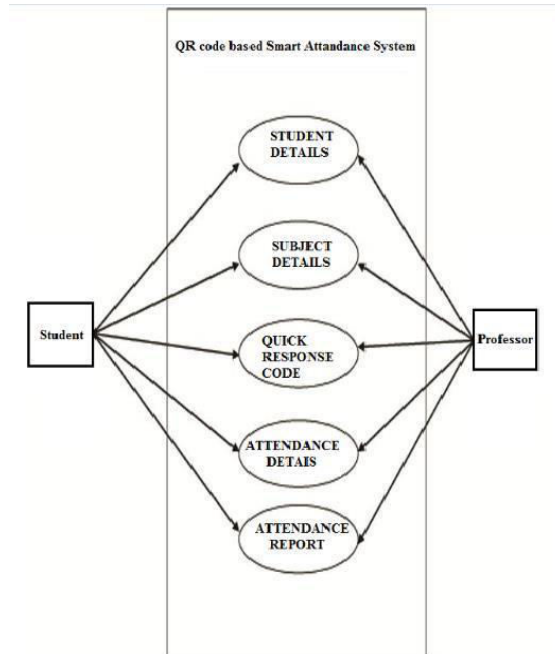 QR code based Smart Attandance System
STUDENT
DETAILS
SUBJECT
DETAILS
Student
QUICK
RESPONSE
CODE
Professor
ATTENDANCE
DETAIS
ATTENDANCE
REPORT